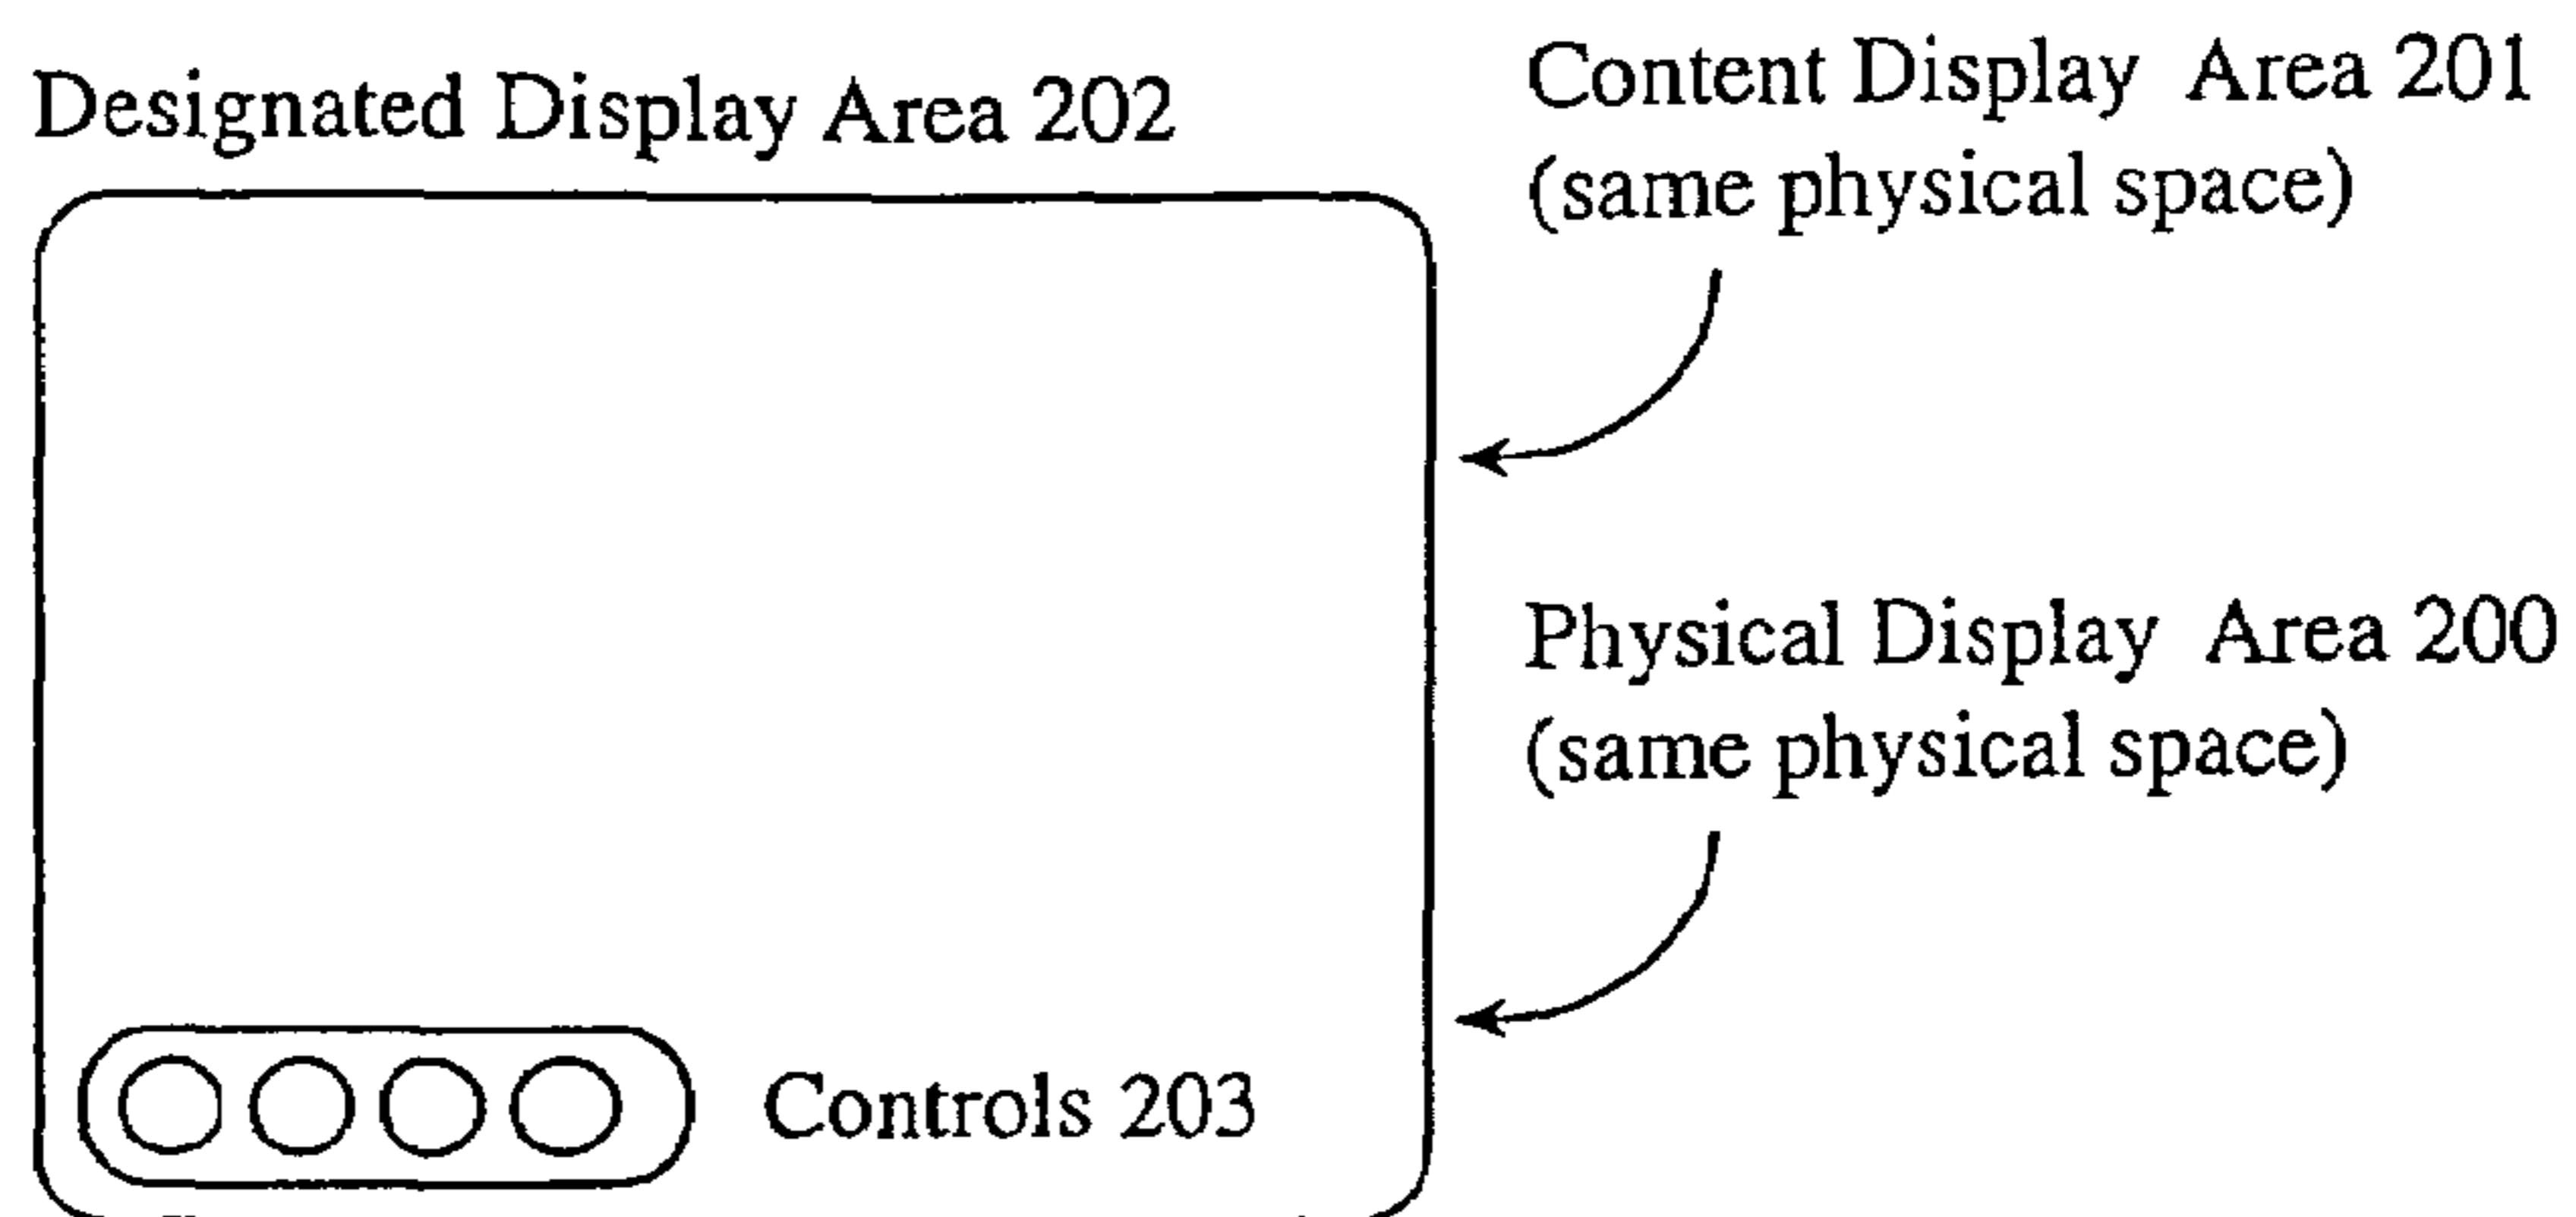 Designated Display Area 202
Content Display Area 201
(same physical space)
Physical Display Area 200
(same physical space)
Controls 203